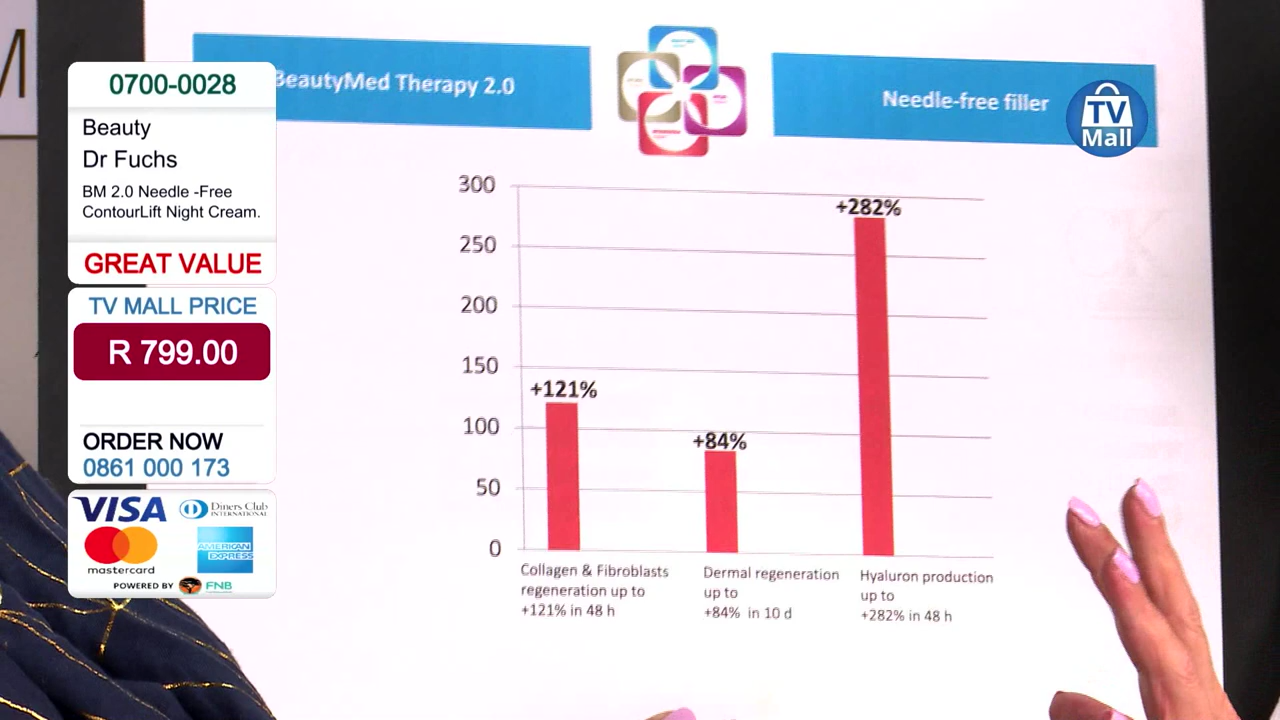 M
0700-0028
Beauty
Dr Fuchs
BM 2.0 Needle -Free
ContourLift Night Cream.
GREAT VALUE
TV MALL PRICE
R 799.00
ORDER NOW
0861 000 173
VISA
Diners Club
INTERNATIONAL
mastercard
AMERICAN
EXPRESS
POWERED BY FNB
BeautyMed Therapy 2.0
Needle-free filler
TV
Mall
300
250
200
150
100
50
0
+121%
+84%
+282%
Collagen & Fibroblasts
regeneration up to
+121% in 48 h
Dermal regeneration
up to
+84% in 10 d
Hyaluron production
up to
+282% in 48 h